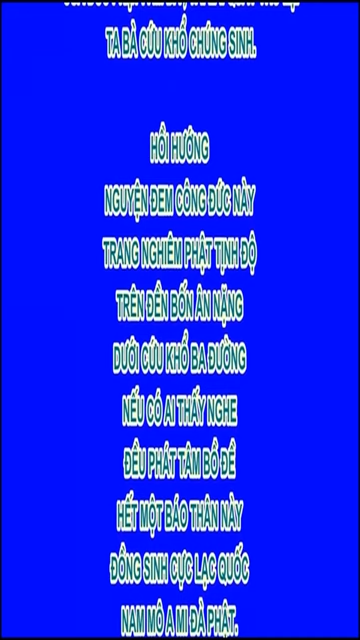 TA BÀ CỨU KHỔ CHÚNG SINH.
HỒI HƯỚNG
NGUYỆN ĐEM CÔNG ĐỨC NÀY
TRANG NGHIÊM PHẬT TỊNH ĐỘ
TRÊN ĐỀN BỐN ÂN NẶNG
DƯỚI CỨU KHỔ BA ĐƯỜNG
NẾU CÓ AI THẤY NGHE
ĐỀU PHÁT TÂM BỒ ĐỀ
HẾT MỘT BÁO THÂN NÀY
ĐỒNG SINH CỰC LẠC QUỐC
NAM MÔ A MI ĐÀ PHẬT.